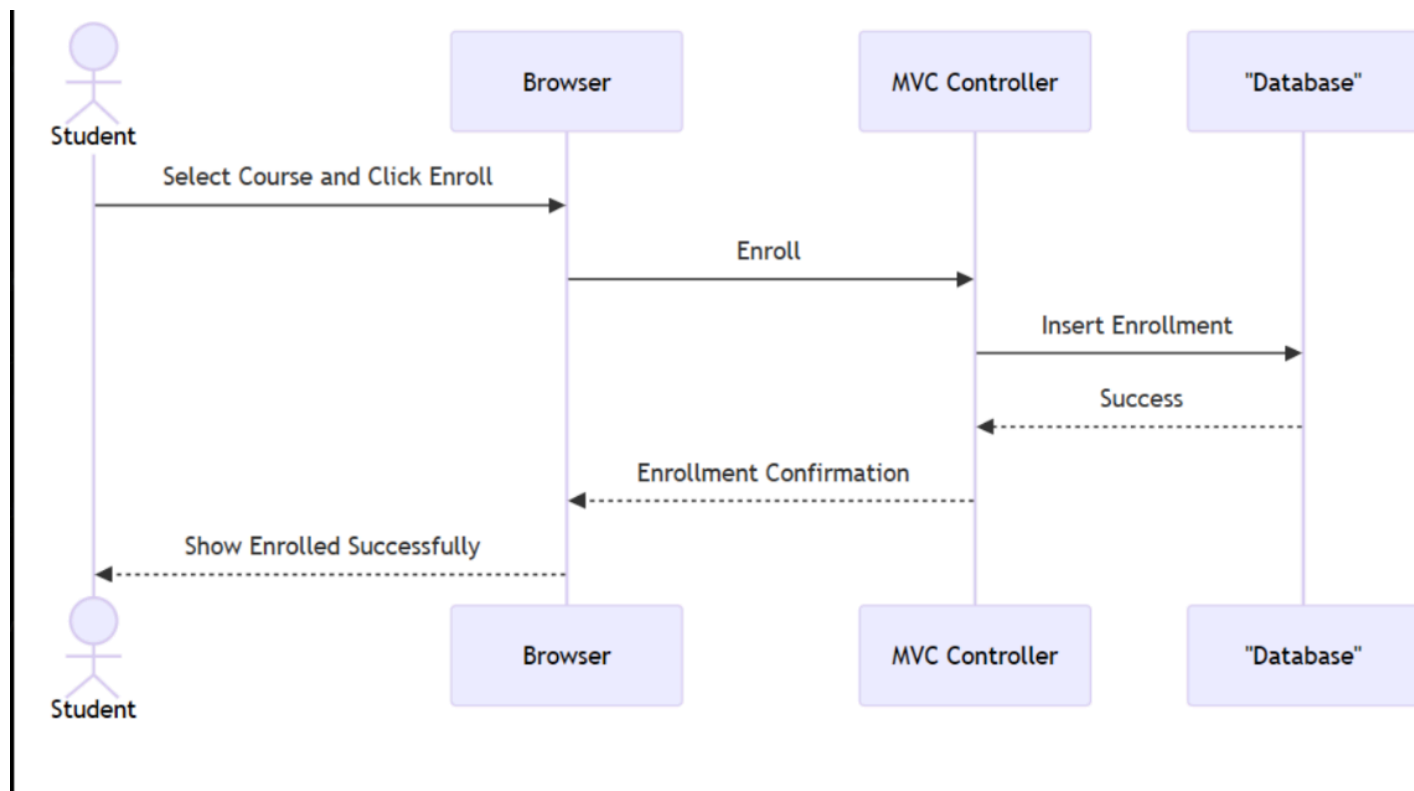 Browser
MVC Controller
"Database"
Student
Select Course and Click Enroll
Enroll
Insert Enrollment
Success
Enrollment Confirmation
Show Enrolled Successfully
Browser
MVC Controller
"Database"
Student